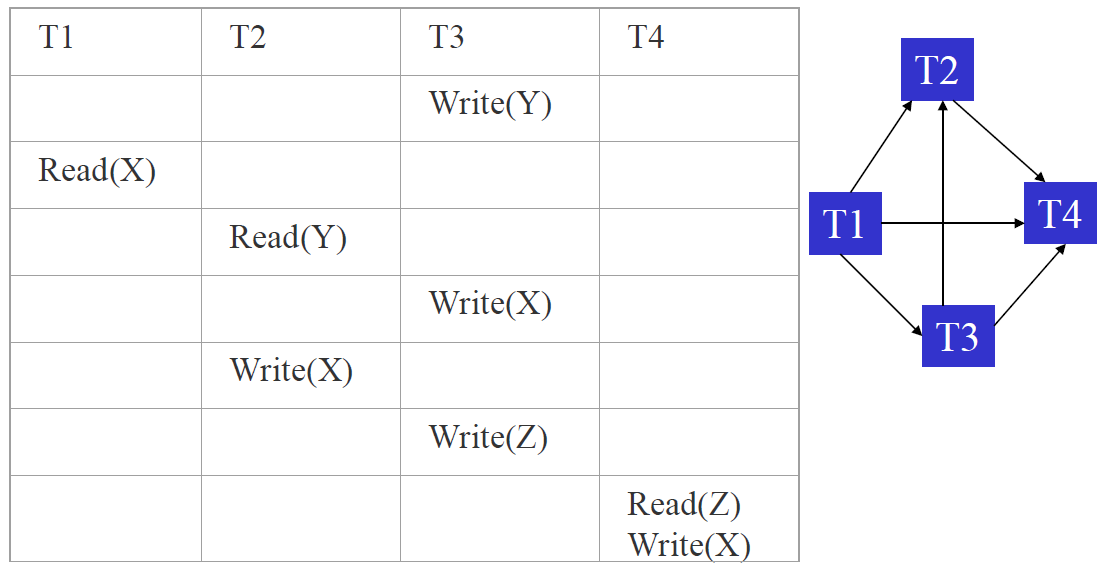 T1 T2 T3 T4
Write(Y)
Read(X)
Read(Y)
Write(X)
Write(X)
Write(Z)
Read(Z)
Write(X)
T2
T1
T4
T3